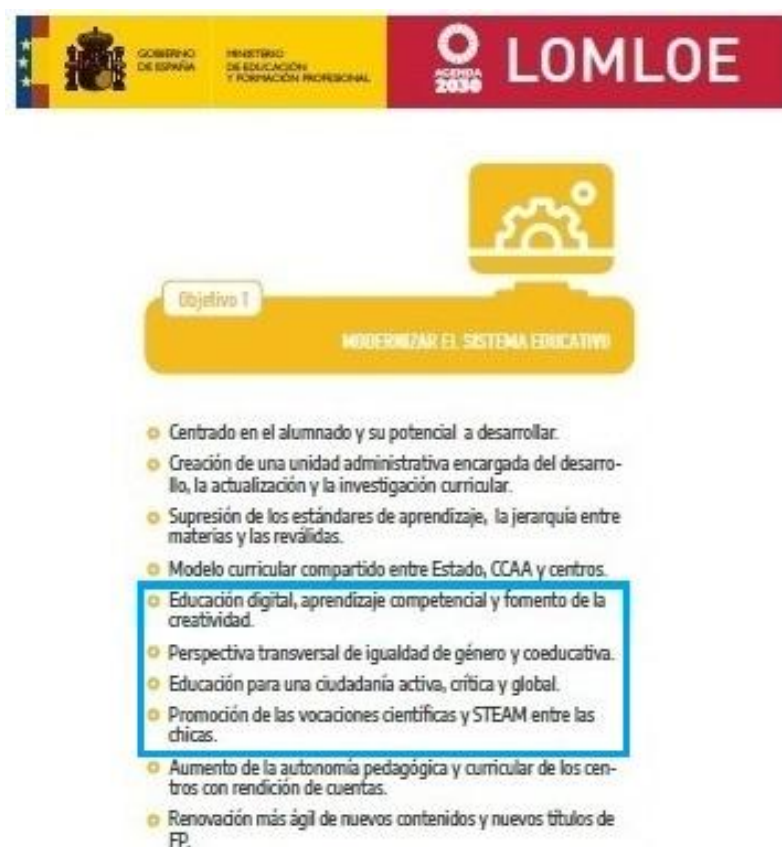 GOBIERNO
DE ESPAÑA
MINISTERIO
DE EDUCACIÓN
Y FORMACIÓN PROFESIONAL
AGENDA
2030
LOMLOE
Objetivo 1
MODERNIZAR EL SISTEMA EDUCATIVO
Centrado en el alumnado y su potencial a desarrollar.
Creación de una unidad administrativa encargada del desarro-
llo, la actualización y la investigación curricular.
Supresión de los estándares de aprendizaje, la jerarquía entre
materias y las reválidas.
Modelo curricular compartido entre Estado, CCAA y centros.
Educación digital, aprendizaje competencial y fomento de la
creatividad.
Perspectiva transversal de igualdad de género y coeducativa.
Educación para una ciudadanía activa, crítica y global.
Promoción de las vocaciones científicas y STEAM entre las
chicas.
Aumento de la autonomía pedagógica y curricular de los cen-
tros con rendición de cuentas.
Renovación más ágil de nuevos contenidos y nuevos títulos de
FP.